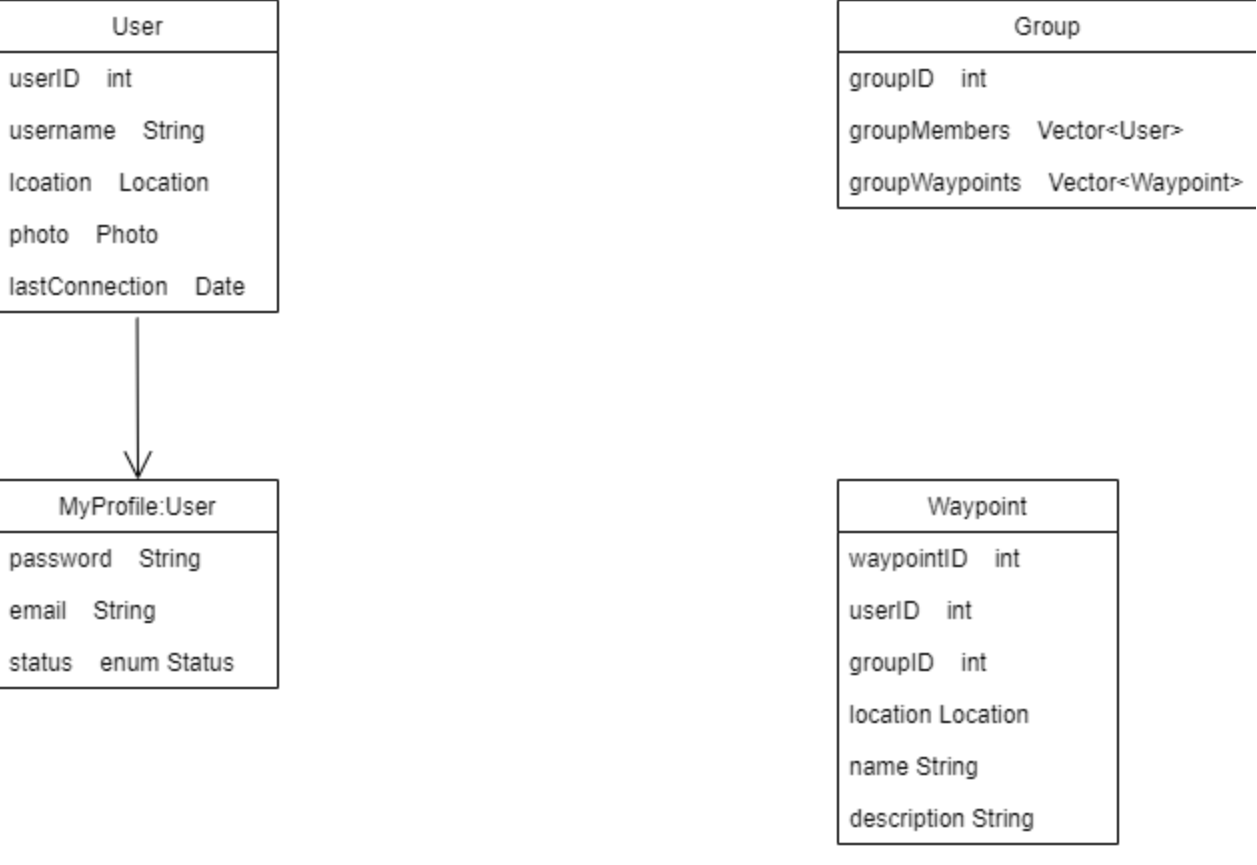 User
userID int
username String
lcoation Location
photo Photo
lastConnection Date
MyProfile:User
password String
email String
status enum Status
Group
groupID int
groupMembers Vector<User>
groupWaypoints Vector<Waypoint>
Waypoint
waypointID int
userID int
groupID int
location Location
name String
description String